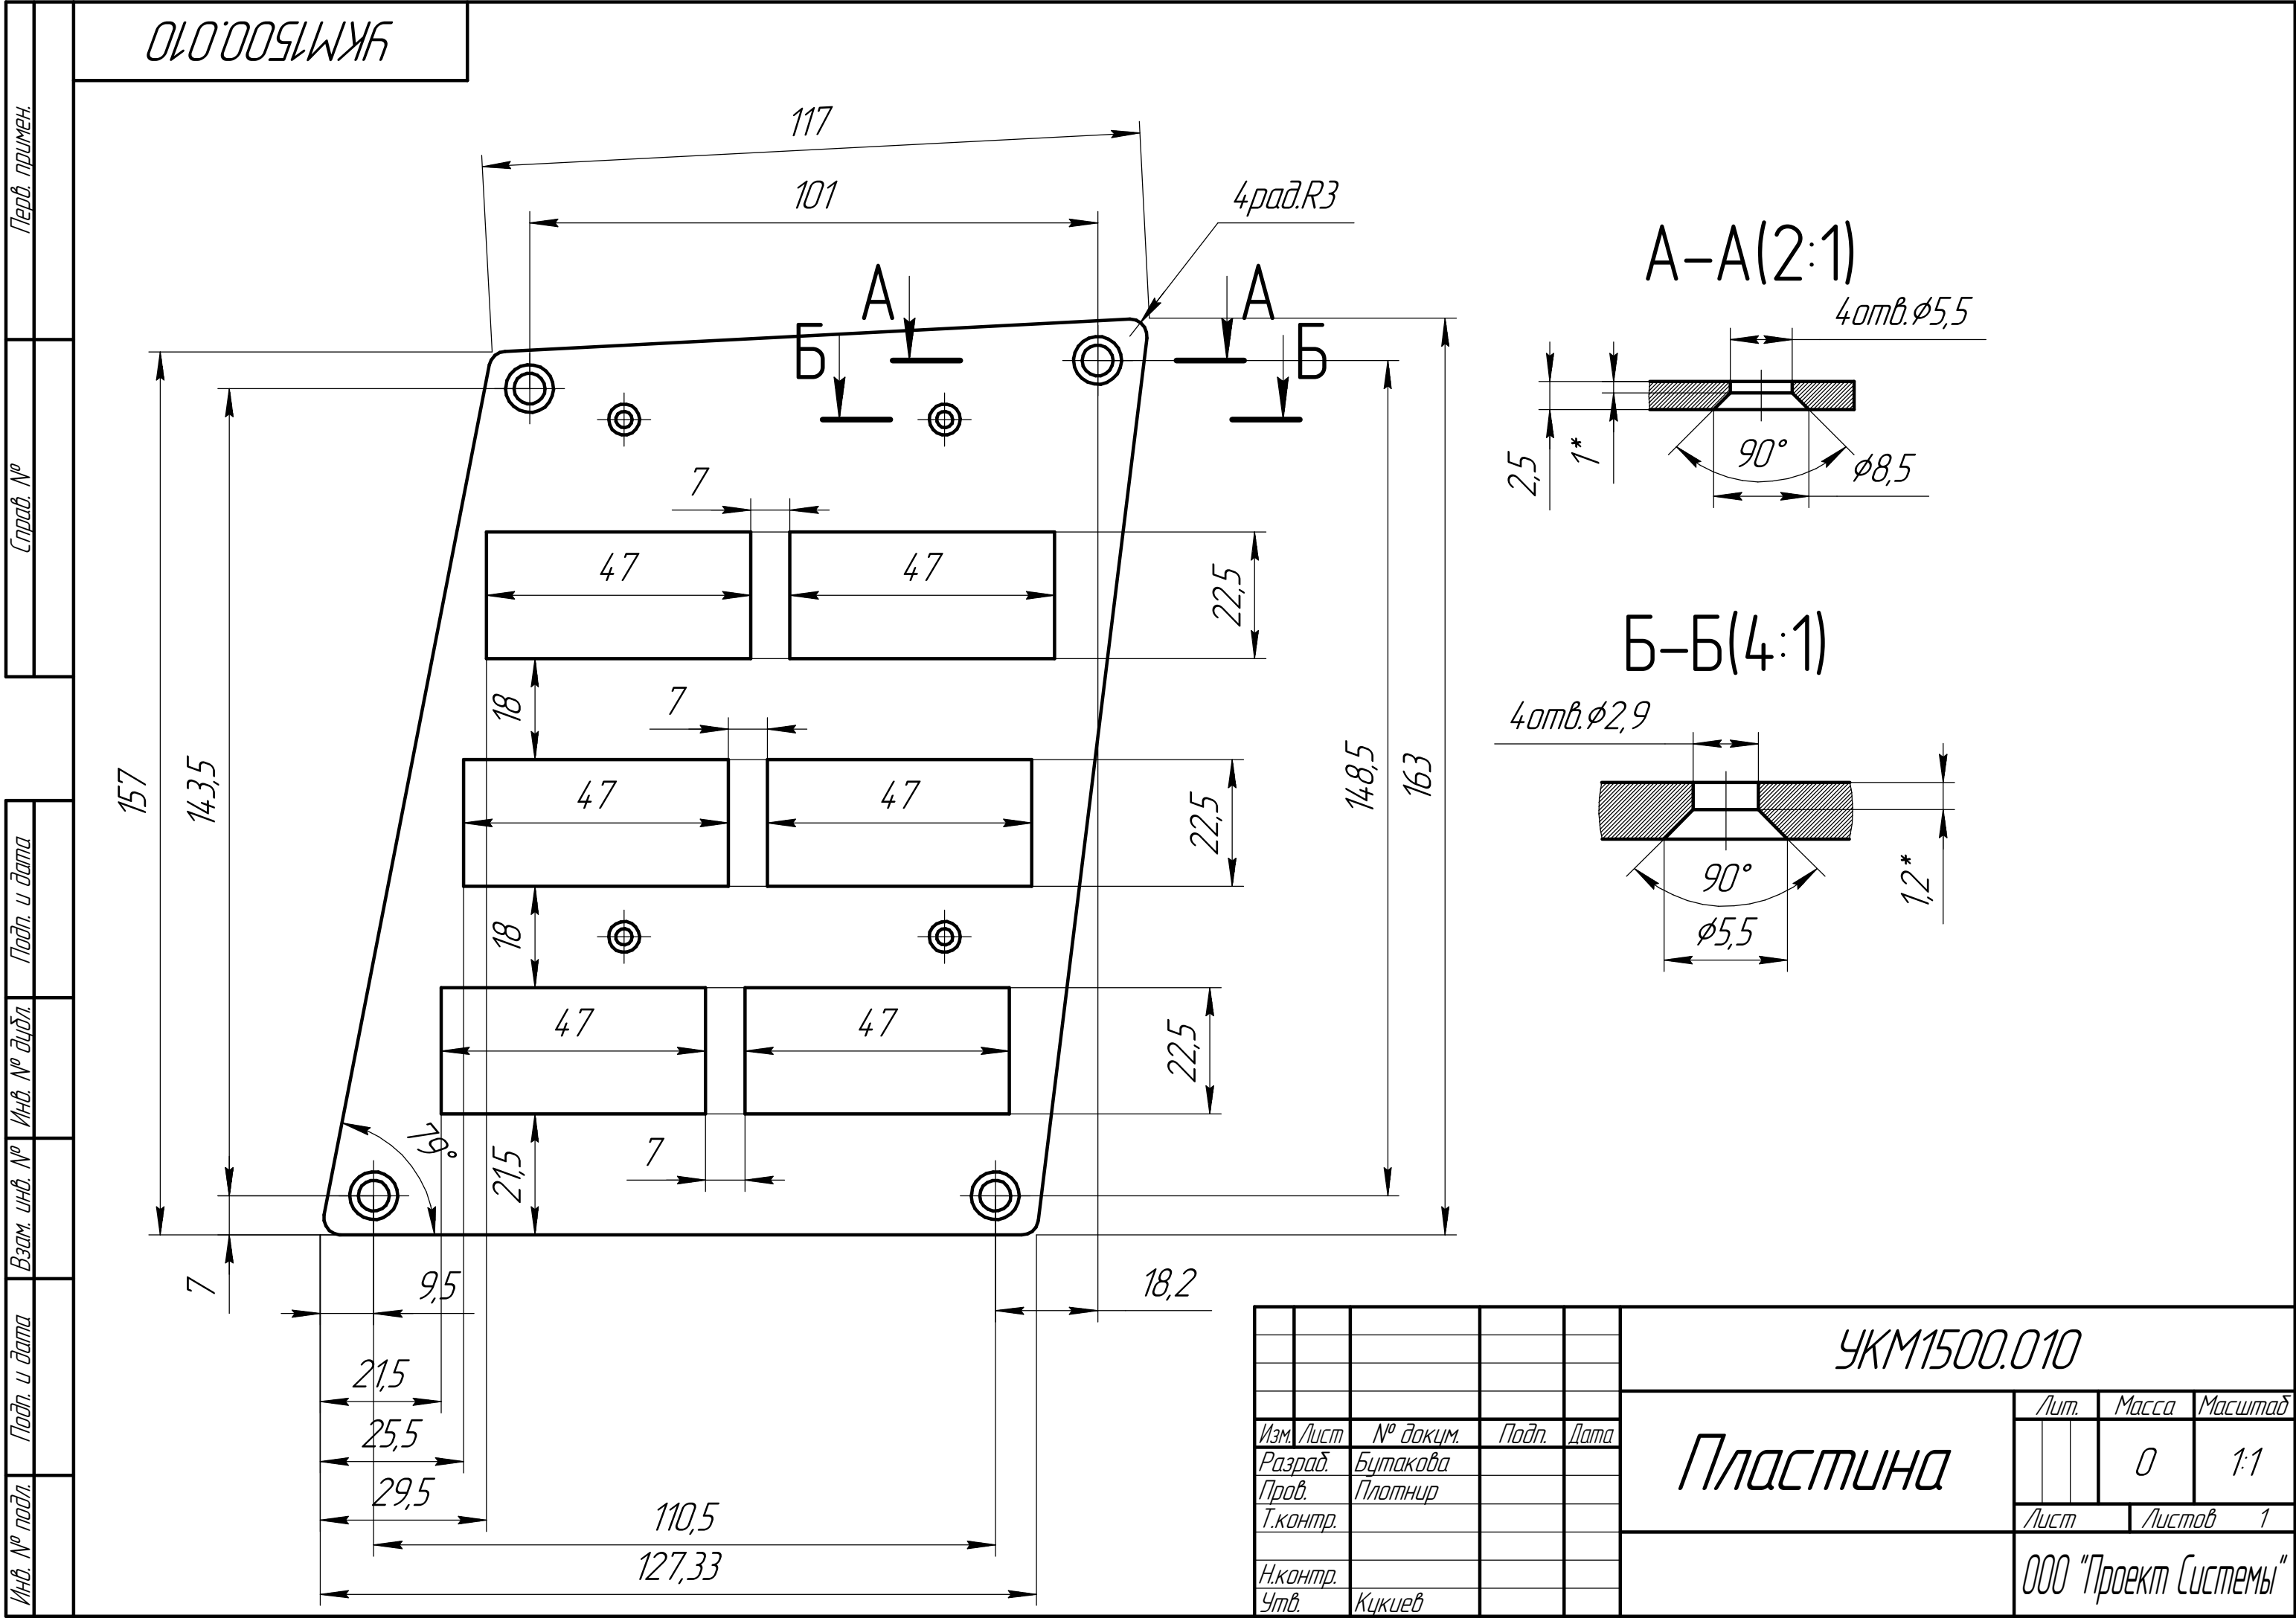 УКМ1500.010
Перв. примен.
Справ. №
Подп. и дата
Инв. № дубл.
Взам. инв. №
Подп. и дата
Инв. № подл.
117
101
4рад.R3
А
А
Б
Б
7
47
47
22,5
18
7
47
47
22,5
18
47
47
22,5
7
21,5
79°
157
143,5
148,5
163
7
9,5
18,2
21,5
25,5
29,5
110,5
127,33
А-А(2:1)
4отв.⌀5,5
2,5
1*
90°
⌀8,5
Б-Б(4:1)
4отв.⌀2,9
90°
1,2*
⌀5,5
УКМ1500.010
Изм. Лист № докум. Подп. Дата
Разраб. Бутакова
Пров. Плотнир
Т.контр.
Н.контр.
Утв. Кукиев
Пластина
Лит. Масса Масштаб
0 1:1
Лист Листов 1
ООО "Проект Системы"